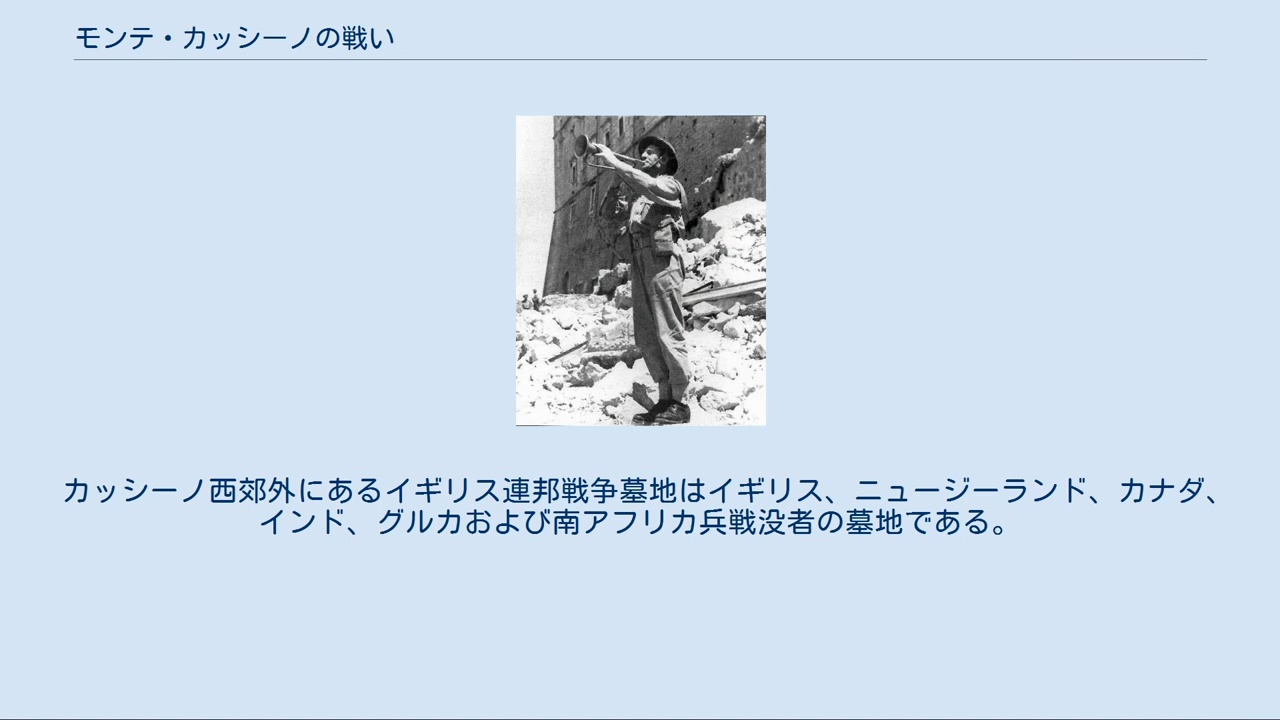 モンテ・カッシーノの戦い
カッシーノ西郊外にあるイギリス連邦戦争墓地はイギリス、ニュージーランド、カナダ、
インド、グルカおよび南アフリカ兵戦没者の墓地である。